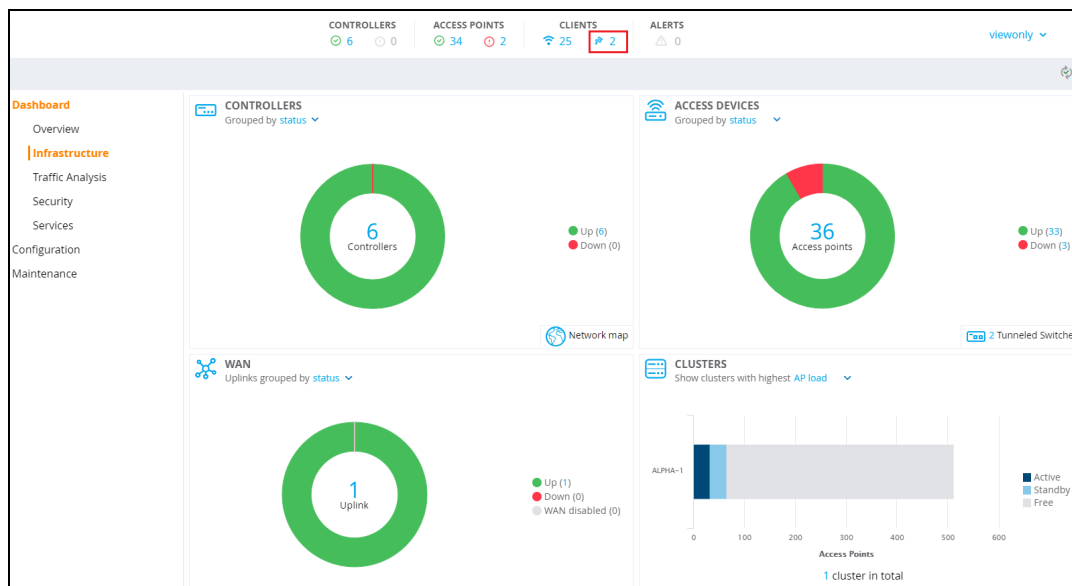 CONTROLLERS ACCESS POINTS CLIENTS ALERTS
6 0 34 2 25 2 0
viewonly
Dashboard
Overview
Infrastructure
Traffic Analysis
Security
Services
Configuration
Maintenance
CONTROLLERS
Grouped by status
6
Controllers
Up (6)
Down (0)
Network map
ACCESS DEVICES
Grouped by status
36
Access points
Up (33)
Down (3)
2 Tunneled Switche
WAN
Uplinks grouped by status
1
Uplink
Up (1)
Down (0)
WAN disabled (0)
CLUSTERS
Show clusters with highest AP load
ALPHA-1
Active
Standby
Free
0 100 200 300 400 500 600
Access Points
1 cluster in total